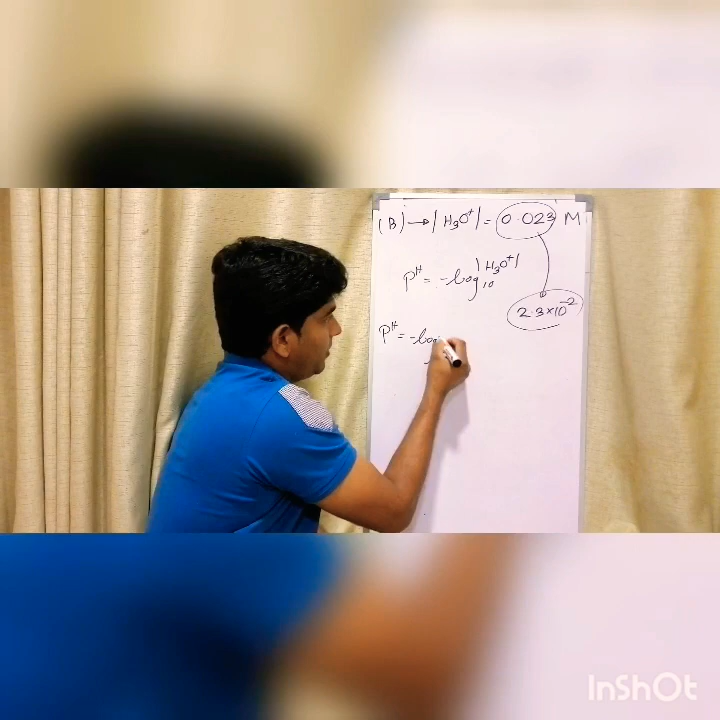 (B) → |H₃O⁺| = 0.023 M
pᴴ = -log₁₀ |H₃O⁺|
2.3×10⁻²
pᴴ = -log
InShOt